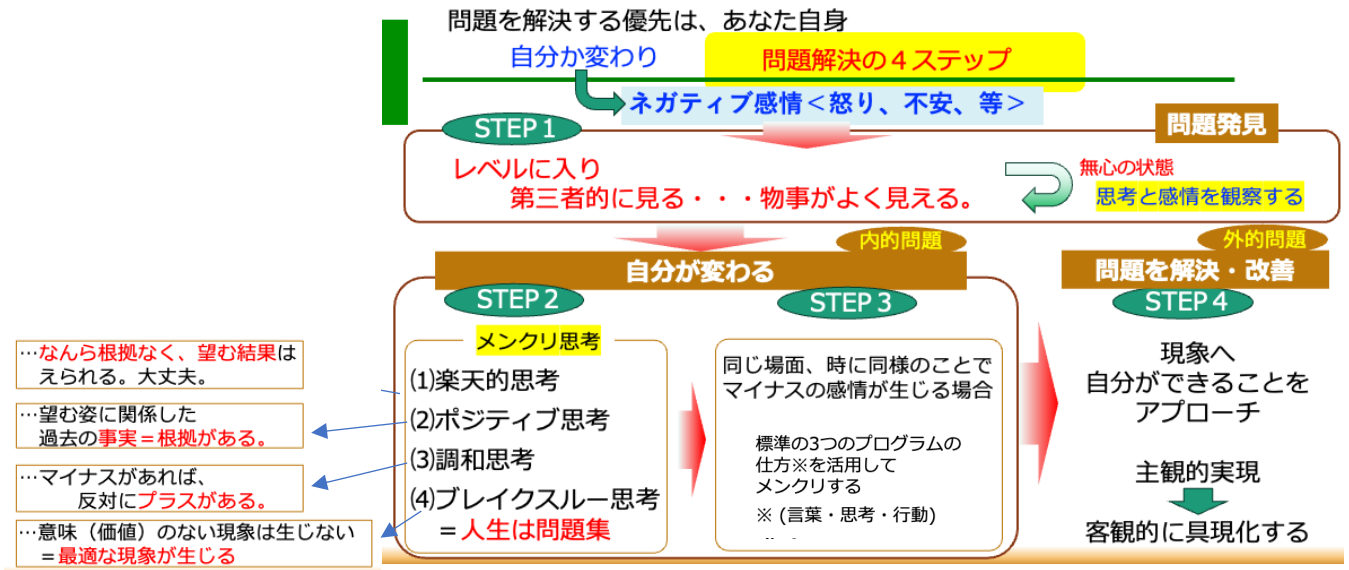 問題を解決する優先は、あなた自身
自分か変わり
問題解決の４ステップ
ネガティブ感情＜怒り、不安、等＞
STEP１
問題発見
レベルに入り
第三者的に見る・・・物事がよく見える。
無心の状態
思考と感情を観察する
内的問題
外的問題
自分が変わる
問題を解決・改善
STEP２
STEP３
STEP４
メンクリ思考
⑴楽天的思考
⑵ポジティブ思考
⑶調和思考
⑷ブレイクスルー思考
＝人生は問題集
…なんら根拠なく、望む結果は
えられる。大丈夫。
…望む姿に関係した
過去の事実＝根拠がある。
…マイナスがあれば、
反対にプラスがある。
…意味（価値）のない現象は生じない
＝最適な現象が生じる
同じ場面、時に同様のことで
マイナスの感情が生じる場合
標準の3つのプログラムの
仕方※を活用して
メンクリする
※ (言葉・思考・行動)
現象へ
自分ができることを
アプローチ
主観的実現
客観的に具現化する